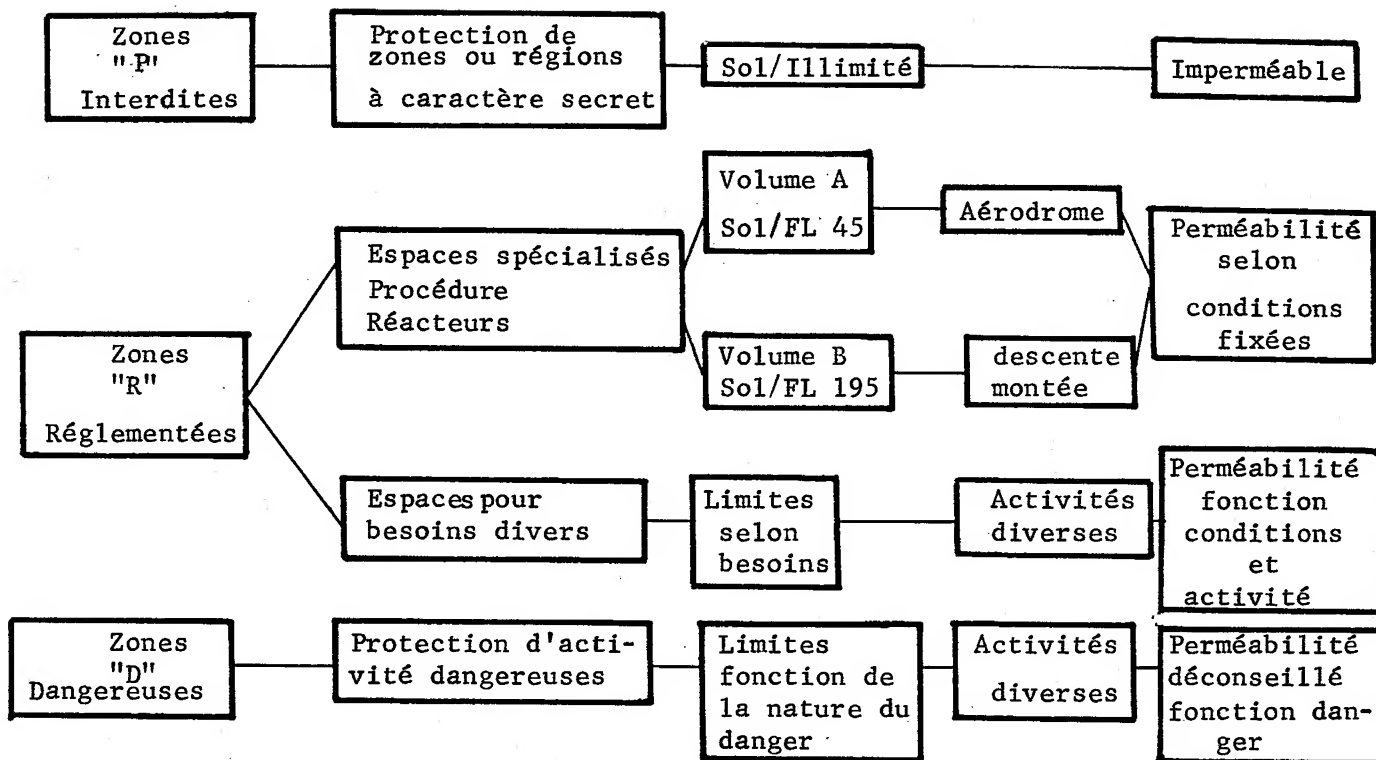 Zones
"P"
Interdites
Protection de
zones ou régions
à caractère secret
Sol/Illimité
Imperméable
Zones
"R"
Réglementées
Espaces spécialisés
Procédure
Réacteurs
Volume A
Sol/FL 45
Aérodrome
Volume B
Sol/FL 195
descente
montée
Perméabilité
selon
conditions
fixées
Espaces pour
besoins divers
Limites
selon
besoins
Activités
diverses
Perméabilité
fonction
conditions
et
activité
Zones
"D"
Dangereuses
Protection d'acti-
vité dangereuses
Limites
fonction de
la nature du
danger
Activités
diverses
Perméabilité
déconseillé
fonction dan-
ger